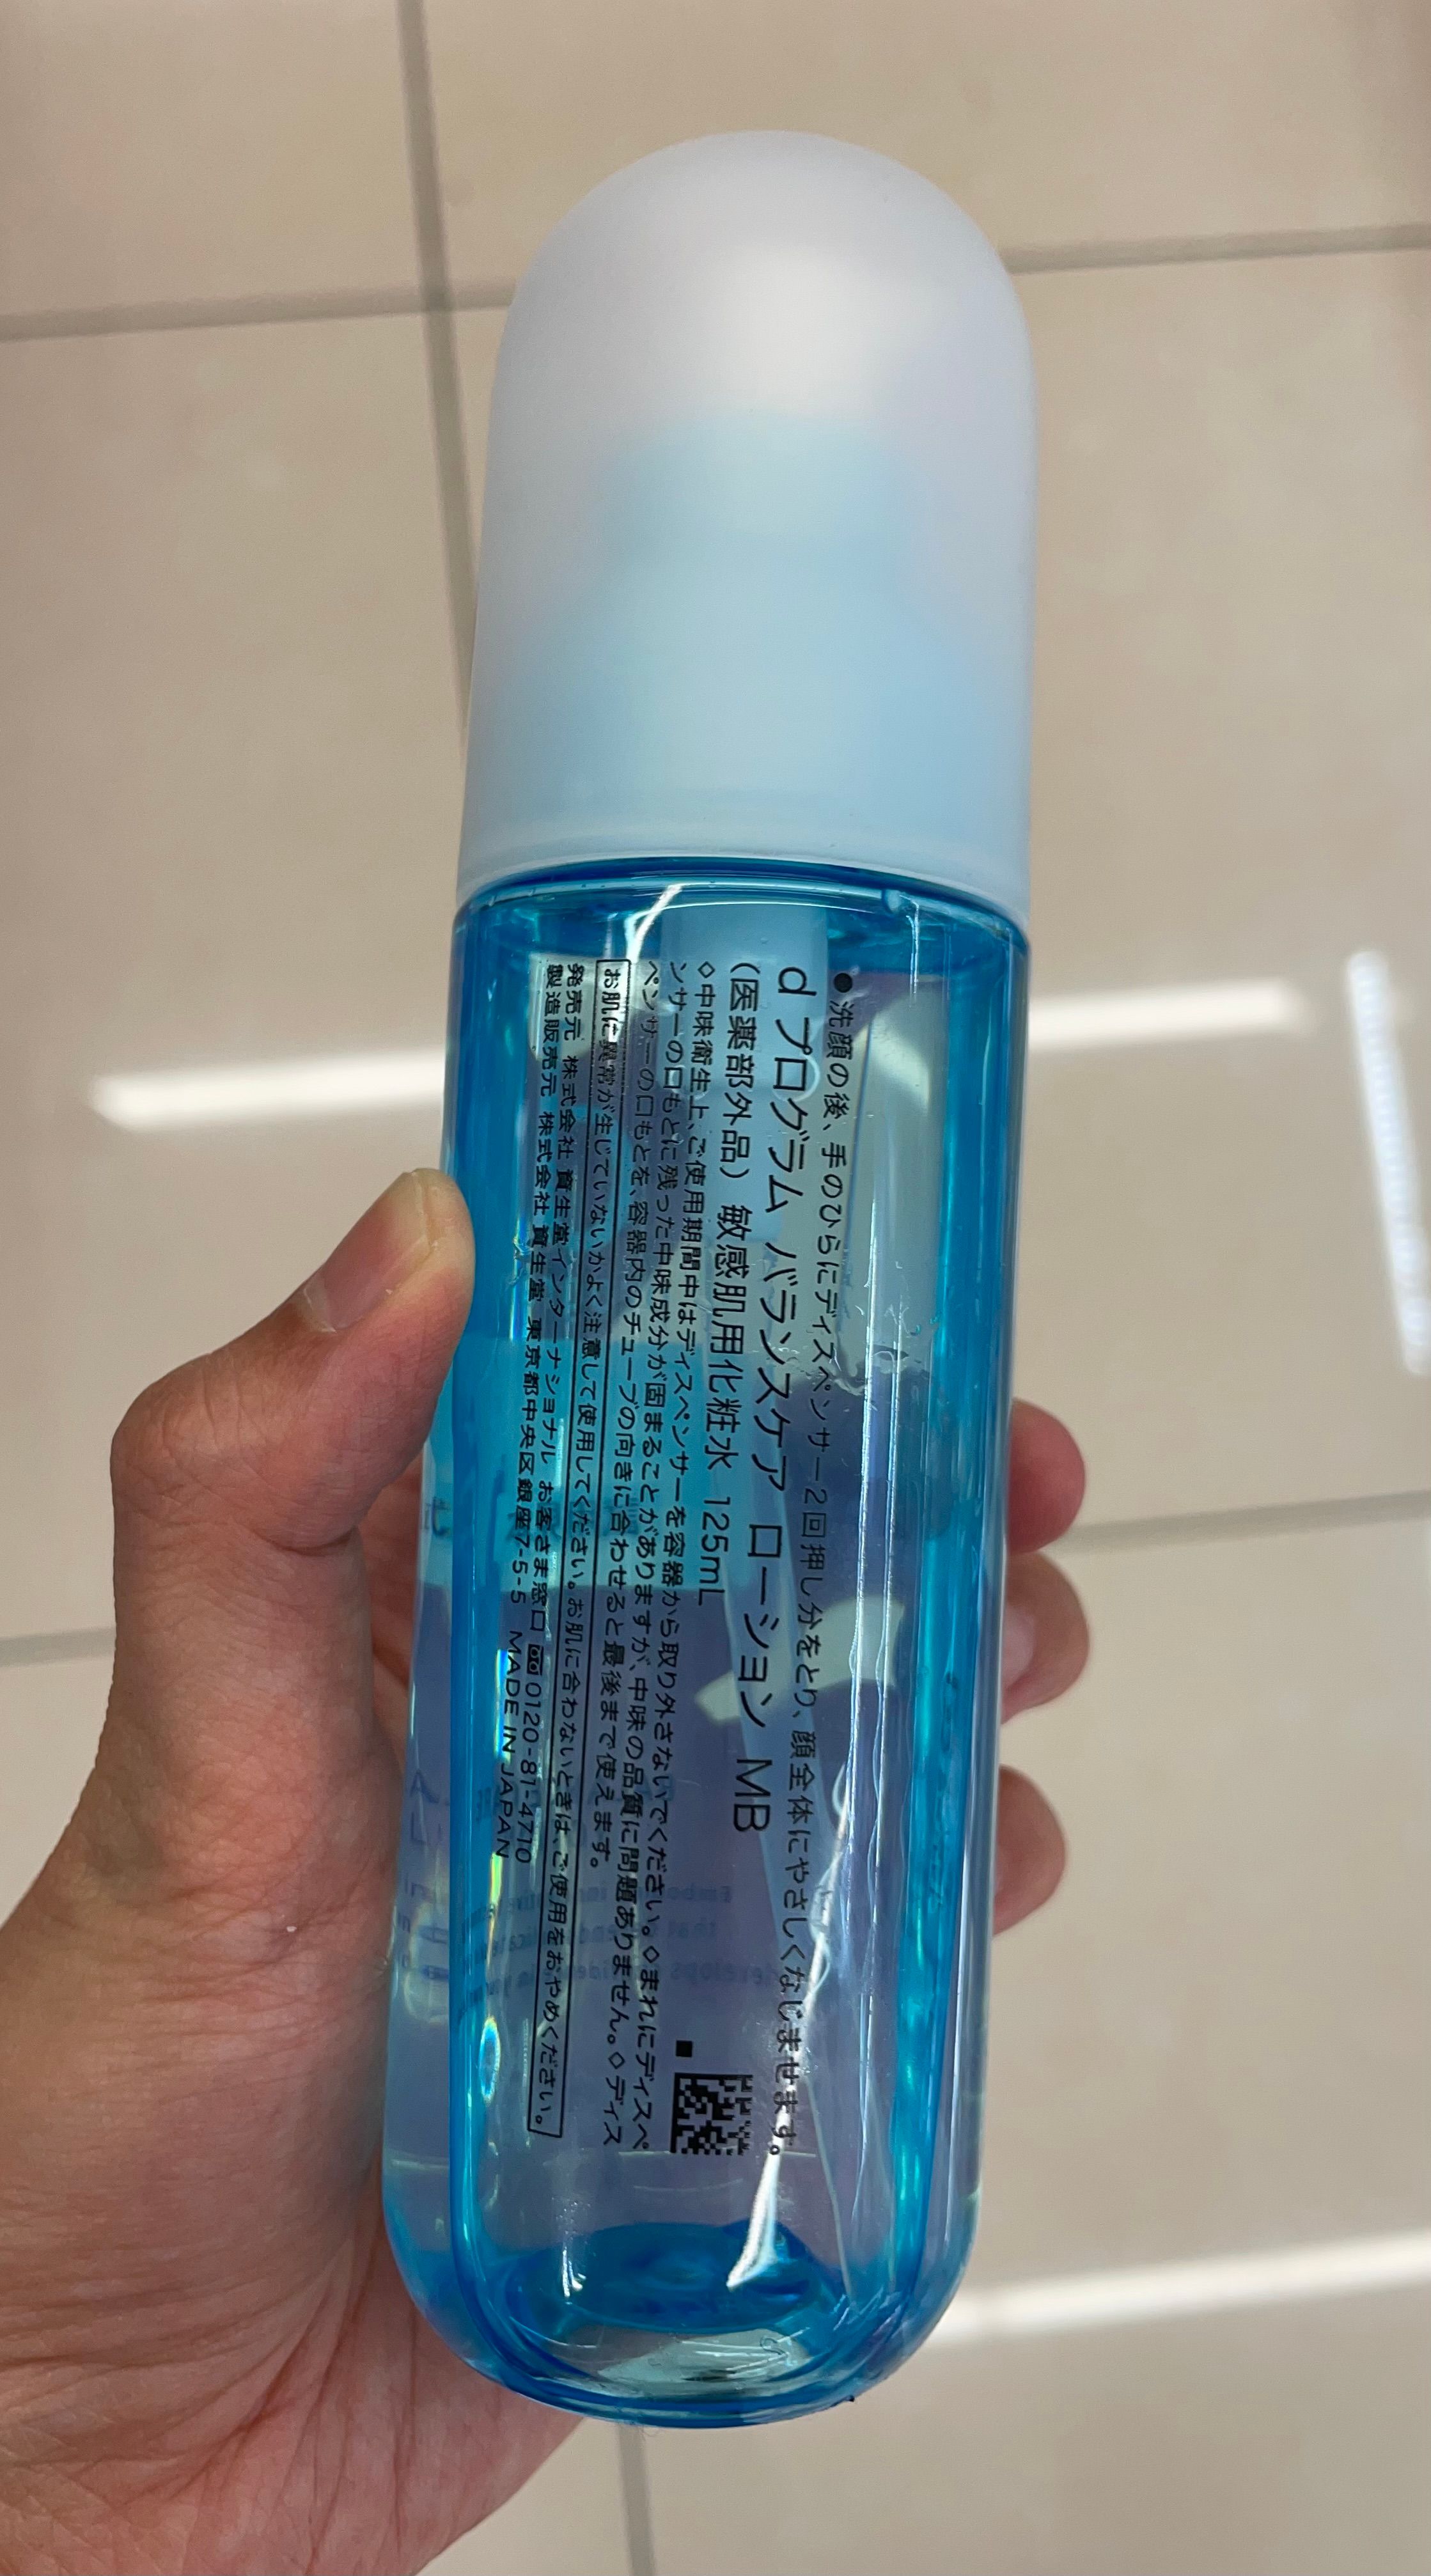 ●洗顔の後、手のひらにディスペンサー2回押し分をとり、顔全体にやさしくなじませます。
d プログラム バランスケア ローション MB
(医薬部外品) 敏感肌用化粧水 125mL
◇中味衛生上、ご使用期間中はディスペンサーを容器から取り外さないでください。◇まれにディスペ
ンサーの口もとに残った中味成分が固まることがありますが、中味の品質に問題ありません。◇ディス
ペンサーの口もとを、容器内のチューブの向きに合わせると最後まで使えます。
お肌に異常が生じていないかよく注意して使用してください。お肌に合わないときは、ご使用をおやめください。
発売元 株式会社 資生堂インターナショナル お客さま窓口 0120-81-4710
製造販売元 株式会社 資生堂 東京都中央区銀座7-5-5 MADE IN JAPAN